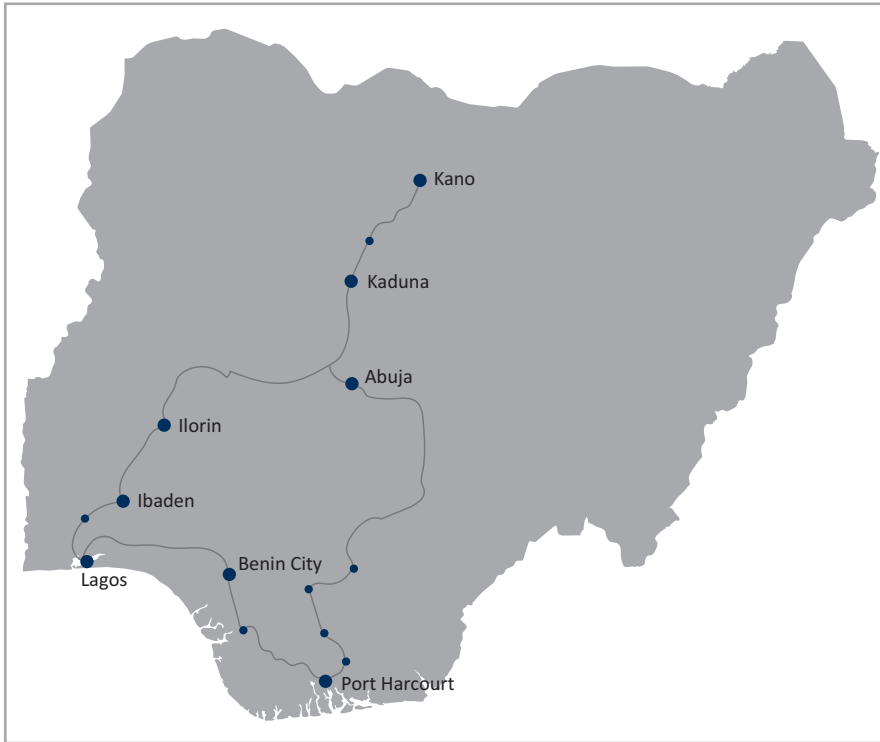 Kano
Kaduna
Abuja
Ilorin
Ibaden
Benin City
Lagos
Port Harcourt